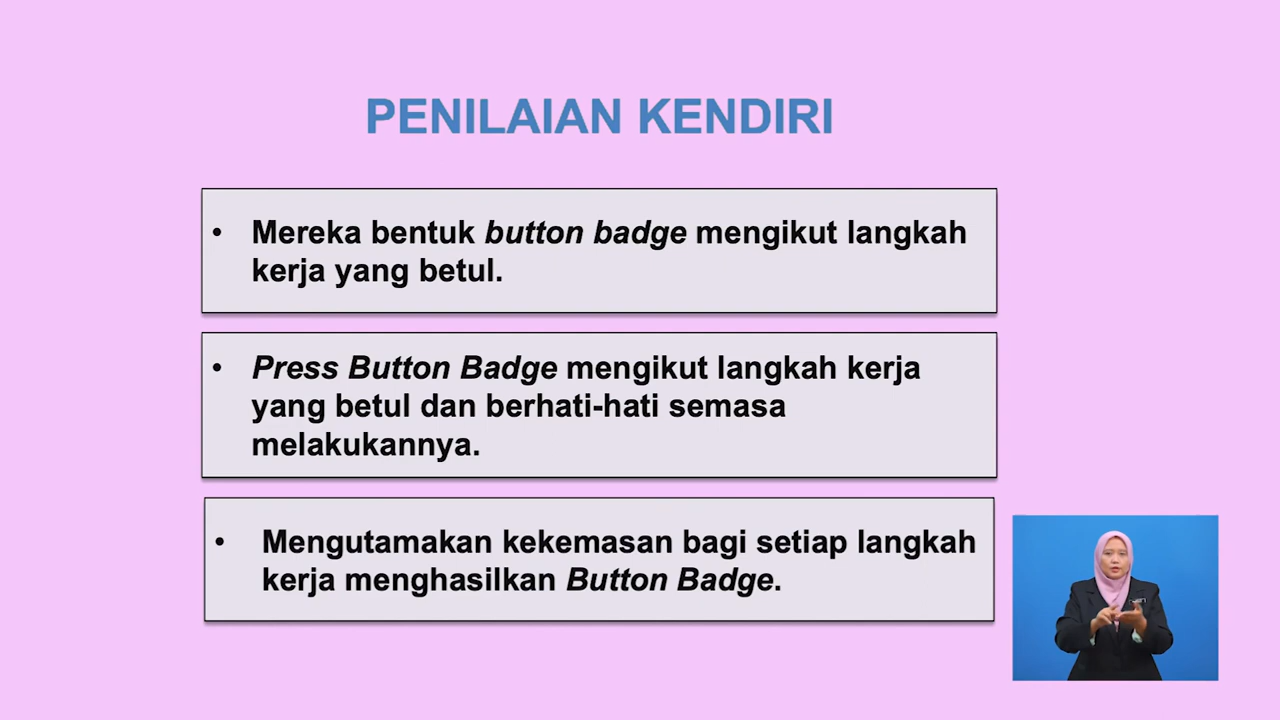 PENILAIAN KENDIRI
• Mereka bentuk button badge mengikut langkah
kerja yang betul.
• Press Button Badge mengikut langkah kerja
yang betul dan berhati-hati semasa
melakukannya.
• Mengutamakan kekemasan bagi setiap langkah
kerja menghasilkan Button Badge.